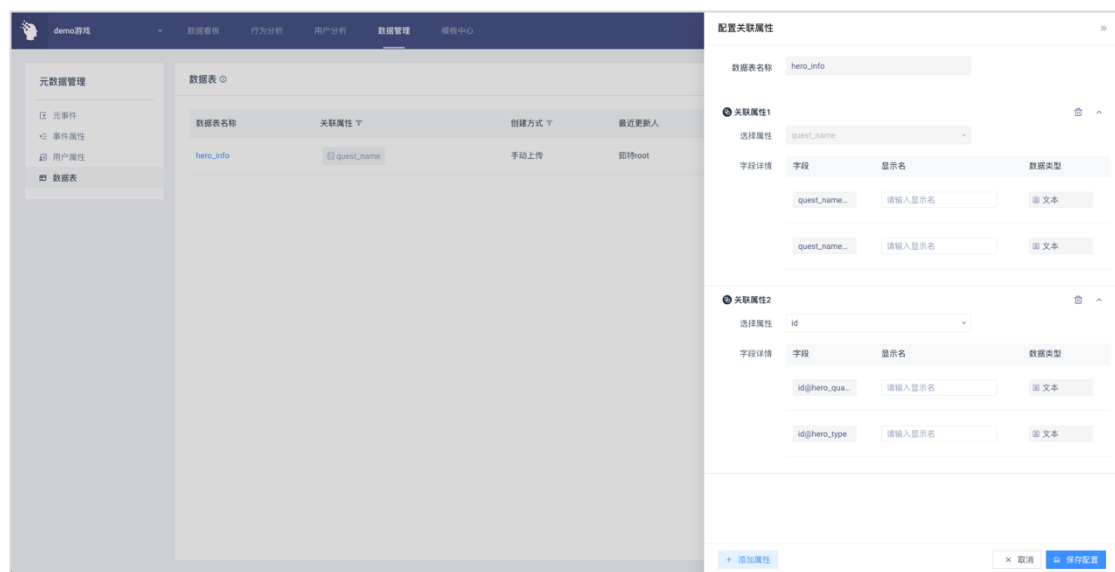 demo游戏 数据看板 行为分析 用户分析 数据管理 模板中心
元数据管理
元事件
事件属性
用户属性
数据表
数据表
数据表名称 关联属性 创建方式 最近更新人
hero_info quest_name 手动上传 茹特root
配置关联属性
数据表名称 hero_info
关联属性1
选择属性 quest_name
字段详情 字段 显示名 数据类型
quest_name... 请输入显示名 文本
quest_name... 请输入显示名 文本
关联属性2
选择属性 id
字段详情 字段 显示名 数据类型
id@hero_qua... 请输入显示名 文本
id@hero_type 请输入显示名 文本
+ 添加属性 × 取消 保存配置